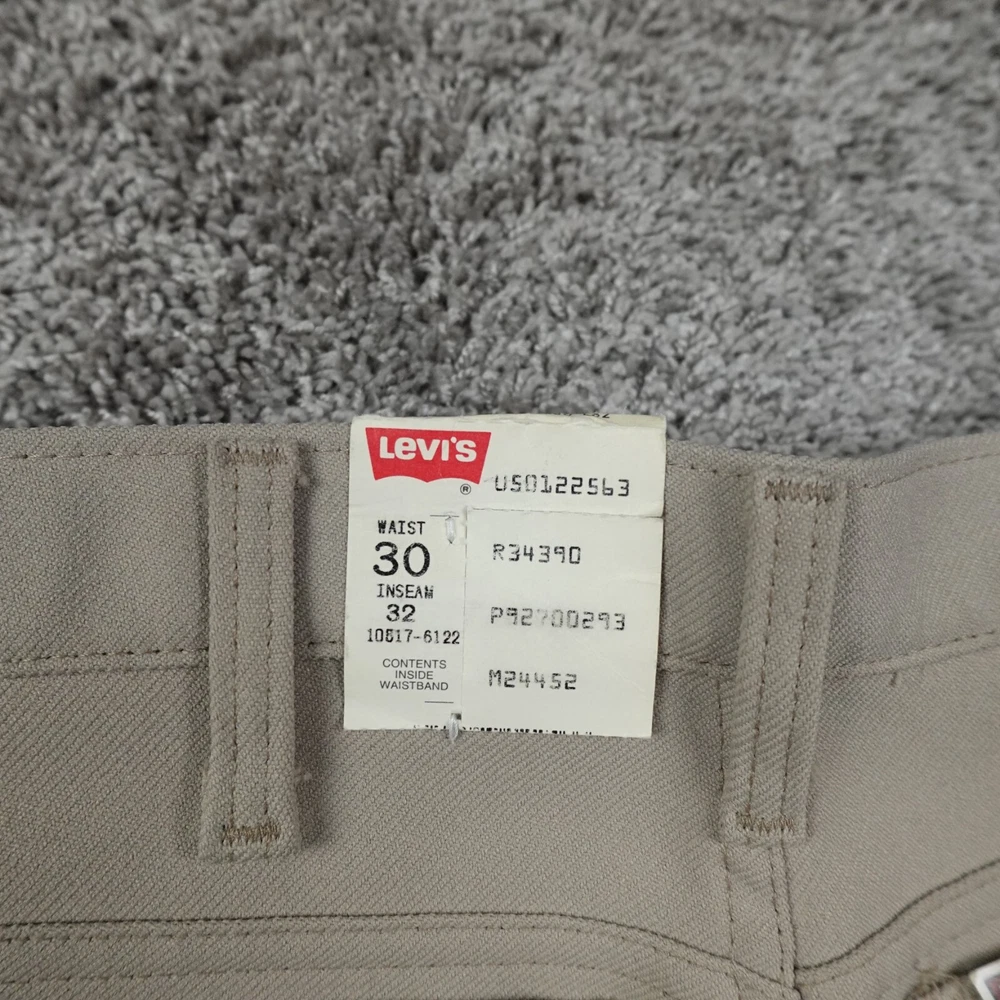 Levi's
®
US0122563
WAIST
30
INSEAM
32
10517-6122
CONTENTS
INSIDE
WAISTBAND
R34390
P92700293
M24452